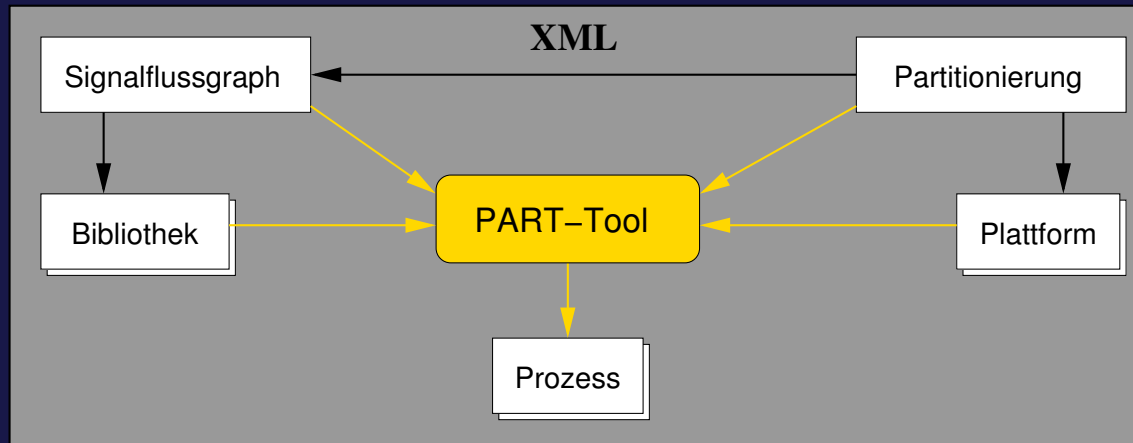 XML
Signalflussgraph
Partitionierung
PART−Tool
Bibliothek
Plattform
Prozess